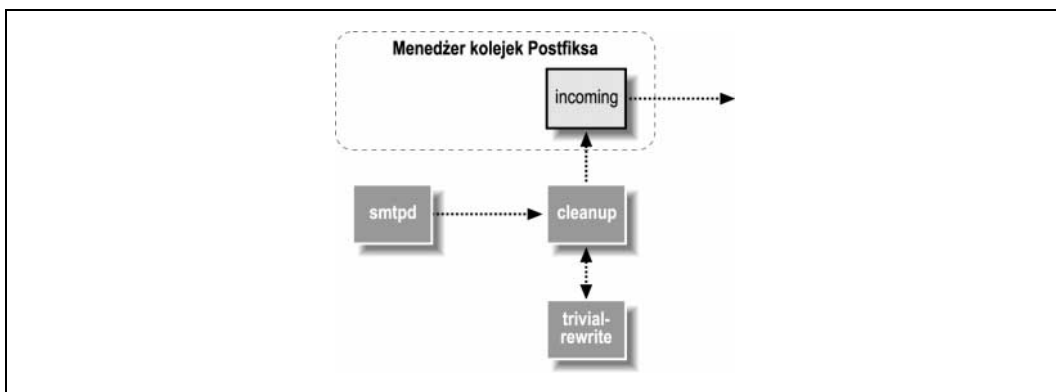 Menedżer kolejek Postfiksa
incoming
smtpd
cleanup
trivial-
rewrite